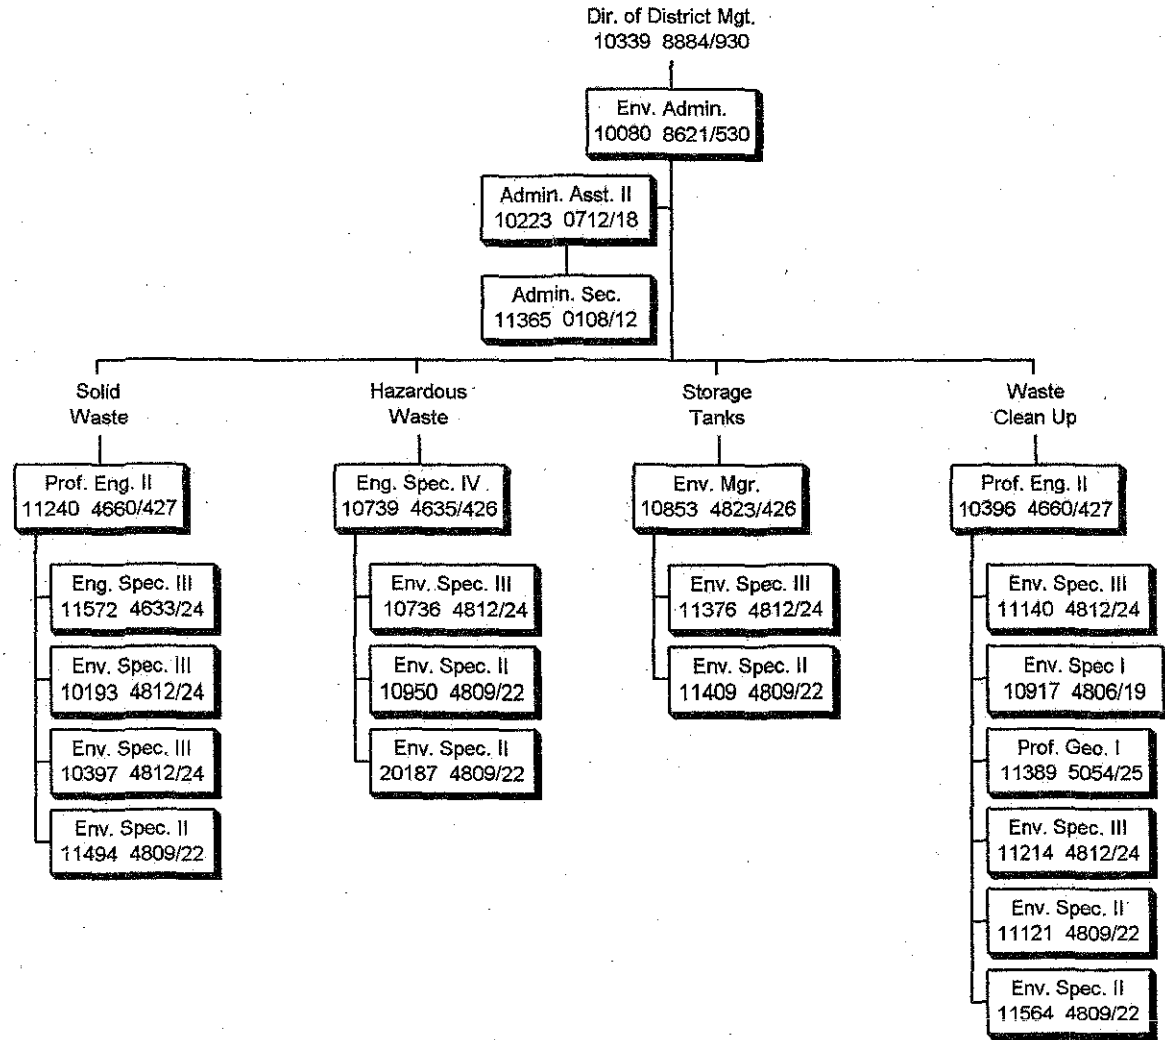 Dir. of District Mgt.
10339 8884/930
Env. Admin.
10080 8621/530
Admin. Asst. II
10223 0712/18
Admin. Sec.
11365 0108/12
Solid
Waste
Prof. Eng. II
11240 4660/427
Eng. Spec. III
11572 4633/24
Env. Spec. III
10193 4812/24
Env. Spec. III
10397 4812/24
Env. Spec. II
11494 4809/22
Hazardous
Waste
Eng. Spec. IV
10739 4635/426
Env. Spec. III
10736 4812/24
Env. Spec. II
10950 4809/22
Env. Spec. II
20187 4809/22
Storage
Tanks
Env. Mgr.
10853 4823/426
Env. Spec. III
11376 4812/24
Env. Spec. II
11409 4809/22
Waste
Clean Up
Prof. Eng. II
10396 4660/427
Env. Spec. III
11140 4812/24
Env. Spec I
10917 4806/19
Prof. Geo. I
11389 5054/25
Env. Spec. III
11214 4812/24
Env. Spec. II
11121 4809/22
Env. Spec. II
11564 4809/22